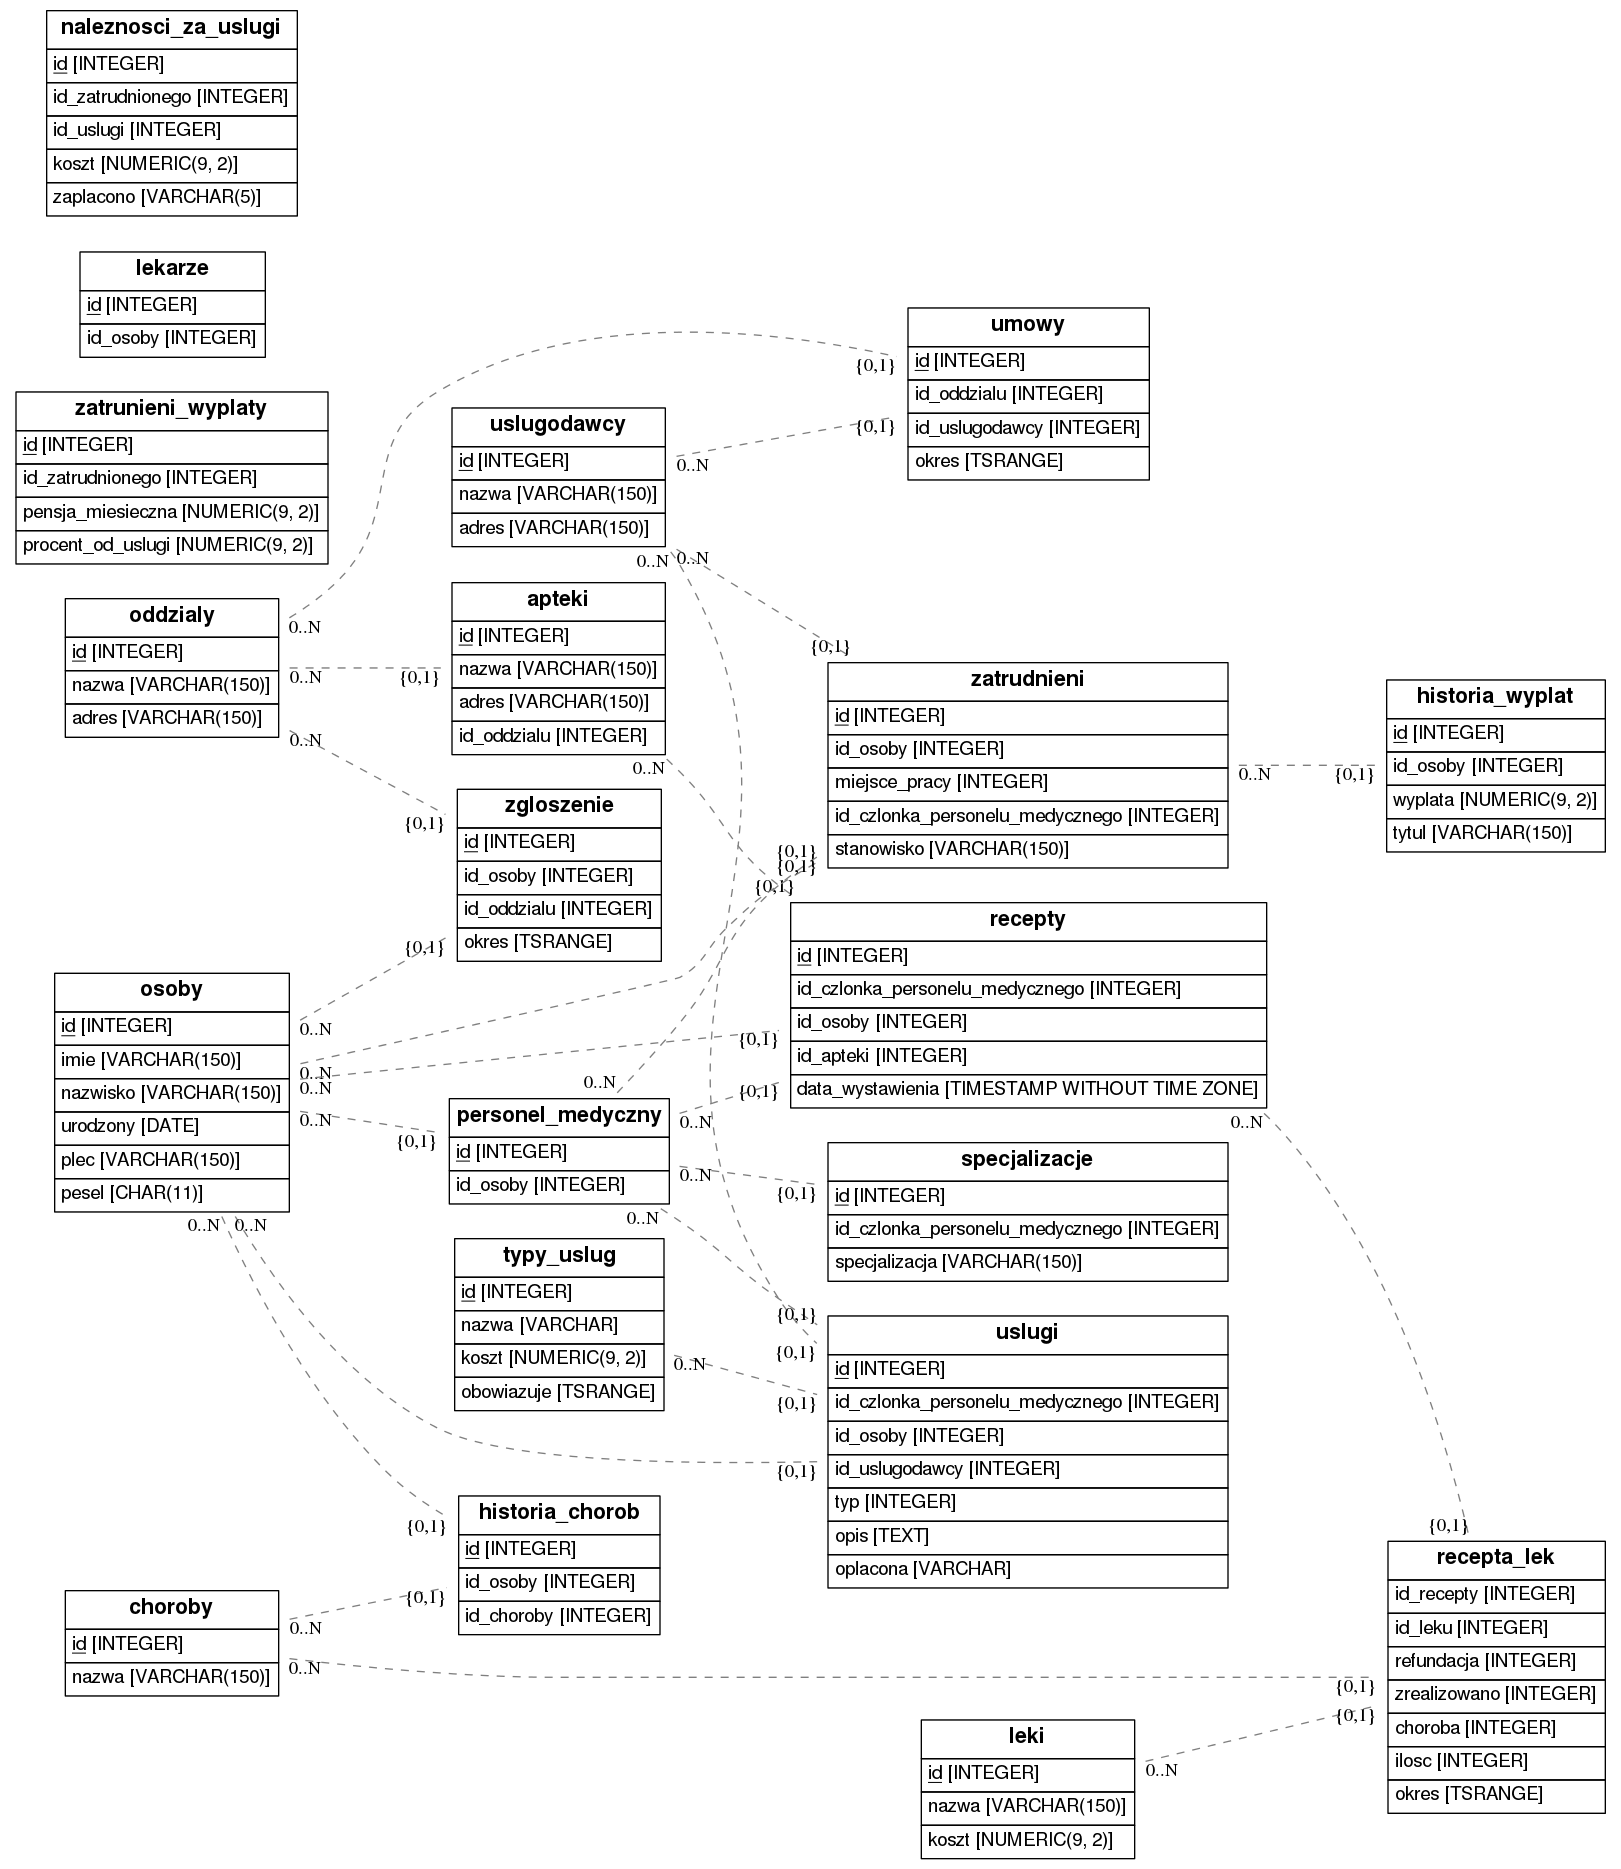 naleznosci_za_uslugi
id [INTEGER]
id_zatrudnionego [INTEGER]
id_uslugi [INTEGER]
koszt [NUMERIC(9, 2)]
zaplacono [VARCHAR(5)]
lekarze
id [INTEGER]
id_osoby [INTEGER]
zatrunieni_wyplaty
id [INTEGER]
id_zatrudnionego [INTEGER]
pensja_miesieczna [NUMERIC(9, 2)]
procent_od_uslugi [NUMERIC(9, 2)]
oddzialy
id [INTEGER]
nazwa [VARCHAR(150)]
adres [VARCHAR(150)]
0..N
0..N
0..N
osoby
id [INTEGER]
imie [VARCHAR(150)]
nazwisko [VARCHAR(150)]
urodzony [DATE]
plec [VARCHAR(150)]
pesel [CHAR(11)]
0..N
0..N
0..N
0..N
0..N
0..N
choroby
id [INTEGER]
nazwa [VARCHAR(150)]
0..N
0..N
uslugodawcy
id [INTEGER]
nazwa [VARCHAR(150)]
adres [VARCHAR(150)]
0..N
0..N
0..N
apteki
id [INTEGER]
nazwa [VARCHAR(150)]
adres [VARCHAR(150)]
id_oddzialu [INTEGER]
{0,1}
0..N
zgloszenie
id [INTEGER]
id_osoby [INTEGER]
id_oddzialu [INTEGER]
okres [TSRANGE]
{0,1}
{0,1}
personel_medyczny
id [INTEGER]
id_osoby [INTEGER]
0..N
{0,1}
0..N
0..N
0..N
typy_uslug
id [INTEGER]
nazwa [VARCHAR]
koszt [NUMERIC(9, 2)]
obowiazuje [TSRANGE]
0..N
historia_chorob
id [INTEGER]
id_osoby [INTEGER]
id_choroby [INTEGER]
{0,1}
{0,1}
umowy
id [INTEGER]
id_oddzialu [INTEGER]
id_uslugodawcy [INTEGER]
okres [TSRANGE]
{0,1}
{0,1}
zatrudnieni
id [INTEGER]
id_osoby [INTEGER]
miejsce_pracy [INTEGER]
id_czlonka_personelu_medycznego [INTEGER]
stanowisko [VARCHAR(150)]
{0,1}
{0,1}
{0,1}
0..N
recepty
id [INTEGER]
id_czlonka_personelu_medycznego [INTEGER]
id_osoby [INTEGER]
id_apteki [INTEGER]
data_wystawienia [TIMESTAMP WITHOUT TIME ZONE]
{0,1}
{0,1}
{0,1}
0..N
specjalizacje
id [INTEGER]
id_czlonka_personelu_medycznego [INTEGER]
specjalizacja [VARCHAR(150)]
{0,1}
uslugi
id [INTEGER]
id_czlonka_personelu_medycznego [INTEGER]
id_osoby [INTEGER]
id_uslugodawcy [INTEGER]
typ [INTEGER]
opis [TEXT]
oplacona [VARCHAR]
{0,1}
{0,1}
{0,1}
{0,1}
leki
id [INTEGER]
nazwa [VARCHAR(150)]
koszt [NUMERIC(9, 2)]
0..N
historia_wyplat
id [INTEGER]
id_osoby [INTEGER]
wyplata [NUMERIC(9, 2)]
tytul [VARCHAR(150)]
{0,1}
recepta_lek
id_recepty [INTEGER]
id_leku [INTEGER]
refundacja [INTEGER]
zrealizowano [INTEGER]
choroba [INTEGER]
ilosc [INTEGER]
okres [TSRANGE]
{0,1}
{0,1}
{0,1}